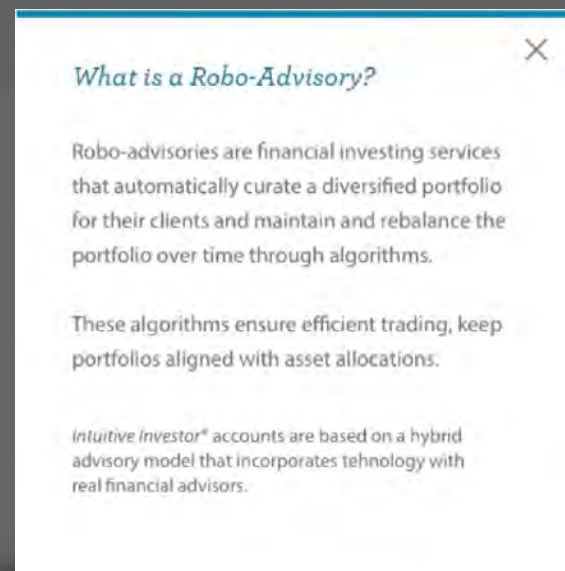 What is a Robo-Advisory?
Robo-advisories are financial investing services
that automatically curate a diversified portfolio
for their clients and maintain and rebalance the
portfolio over time through algorithms.
These algorithms ensure efficient trading, keep
portfolios aligned with asset allocations.
Intuitive Investor® accounts are based on a hybrid
advisory model that incorporates tehnology with
real financial advisors.